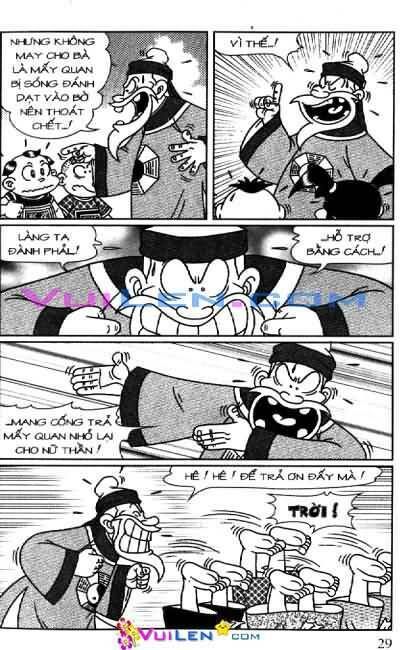 NHƯNG KHÔNG
MAY CHO BÀ
LÀ MẤY QUAN
BỊ SÓNG ĐÁNH
DẠT VÀO BỜ
NÊN THOÁT
CHẾT...!
VÌ THẾ...!
LÀNG TA
ĐÀNH PHẢI...!
...HỖ TRỢ
BẰNG CÁCH...
VUILEN.COM
...MANG CỐNG TRẢ
MẤY QUAN NHỎ LẠI
CHO NỮ THẦN!
HÊ! HÊ! ĐỂ TRẢ ƠN ĐẤY MÀ!
TRỜI!
29
VUILEN.COM